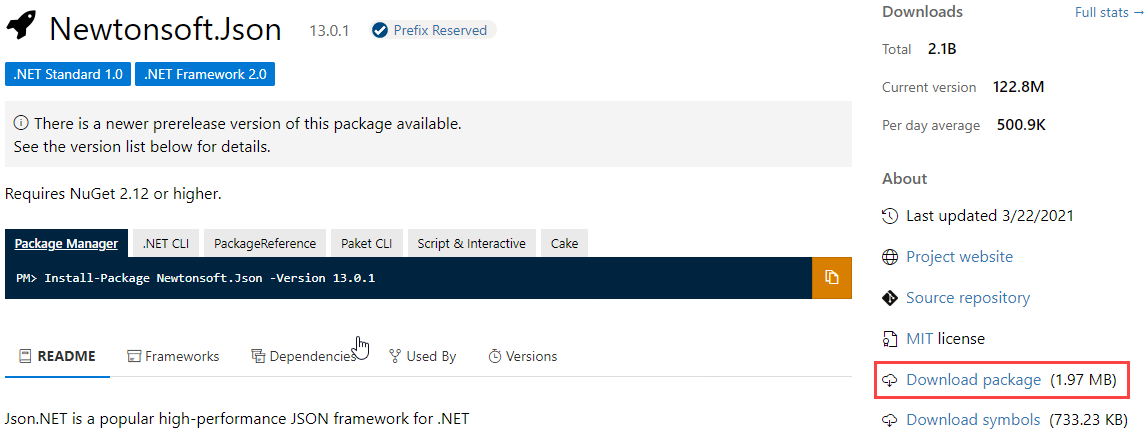 Newtonsoft.Json 13.0.1 Prefix Reserved
.NET Standard 1.0 .NET Framework 2.0
There is a newer prerelease version of this package available.
See the version list below for details.
Requires NuGet 2.12 or higher.
Package Manager .NET CLI PackageReference Paket CLI Script & Interactive Cake
PM> Install-Package Newtonsoft.Json -Version 13.0.1
README Frameworks Dependencies Used By Versions
Json.NET is a popular high-performance JSON framework for .NET
Downloads Full stats →
Total 2.1B
Current version 122.8M
Per day average 500.9K
About
Last updated 3/22/2021
Project website
Source repository
MIT license
Download package (1.97 MB)
Download symbols (733.23 KB)